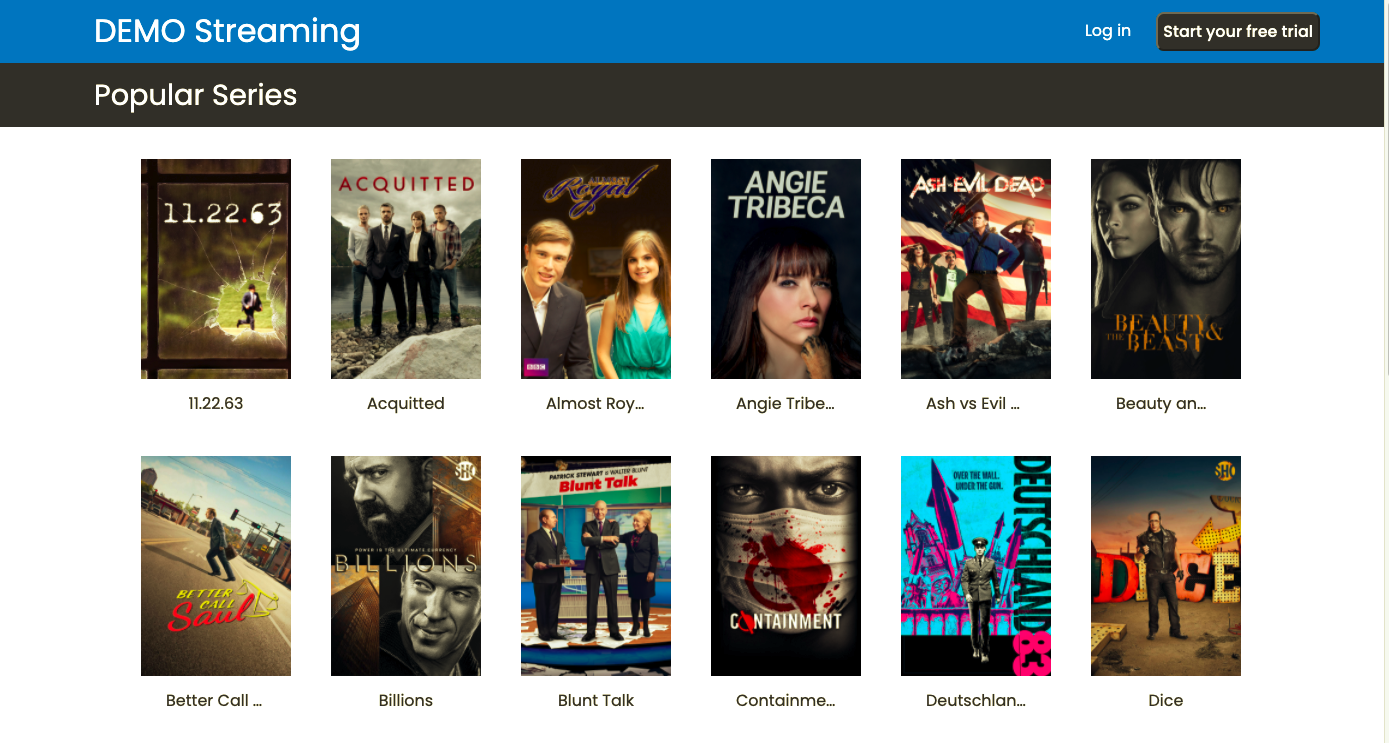 DEMO Streaming
Log in
Start your free trial
Popular Series
11.22.63
ACQUITTED
ALMOST
Royal
BBC
ANGIE
TRIBECA
ASH VS EVIL DEAD
BEAUTY &
THE BEAST
11.22.63
Acquitted
Almost Roy...
Angie Tribe...
Ash vs Evil ...
Beauty an...
BETTER
CALL
Saul
SHO
POWER IS THE ULTIMATE CURRENCY
BILLIONS
PATRICK STEWART is WALTER BLUNT
Blunt Talk
CONTAINMENT
OVER THE WALL.
UNDER THE GUN.
DEUTSCHLAND
83
SHO
DICE
Better Call ...
Billions
Blunt Talk
Containme...
Deutschlan...
Dice